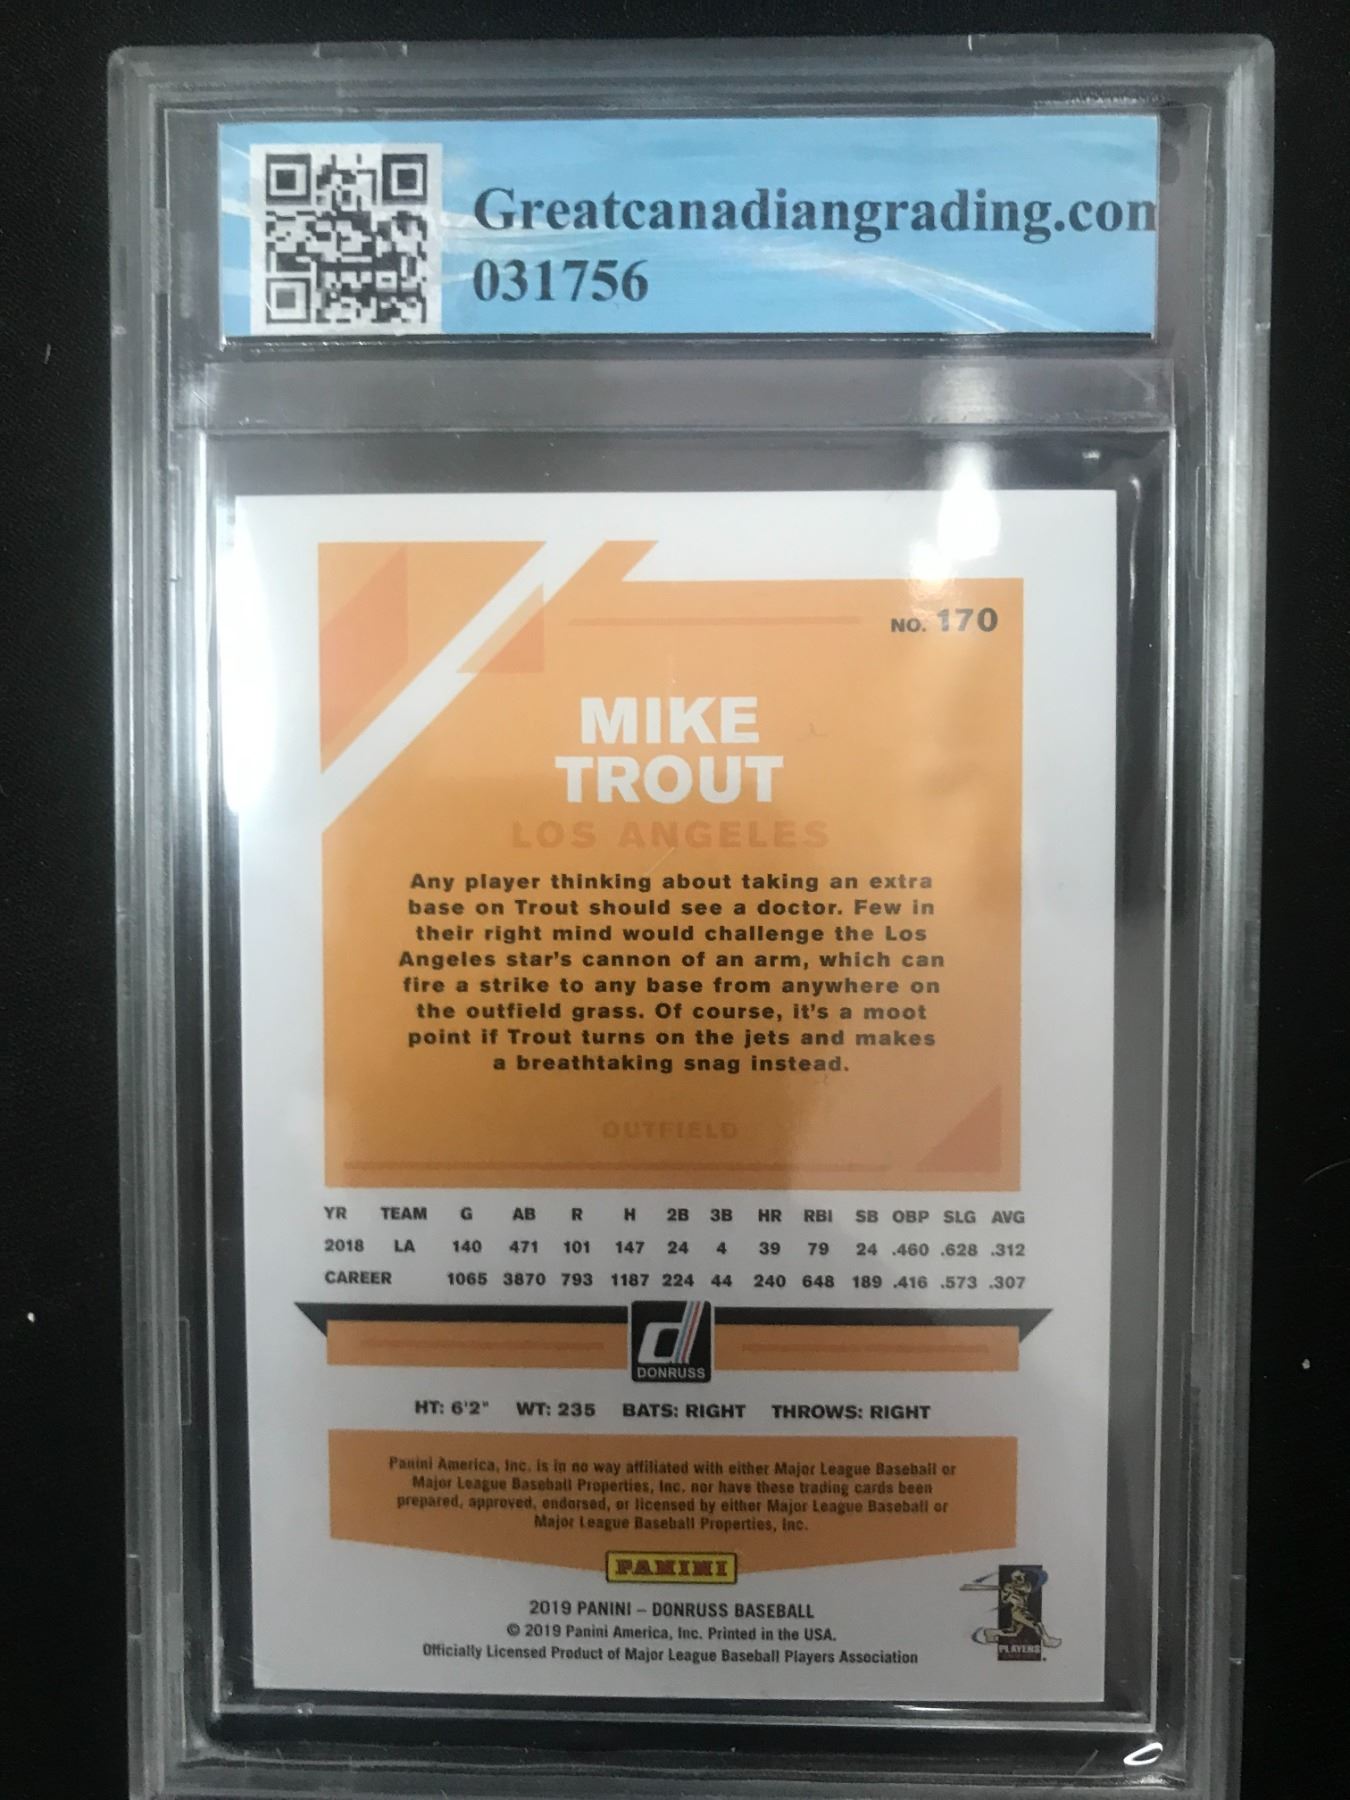 Greatcanadiangrading.com
031756
NO. 170
MIKE
TROUT
LOS ANGELES
Any player thinking about taking an extra
base on Trout should see a doctor. Few in
their right mind would challenge the Los
Angeles star's cannon of an arm, which can
fire a strike to any base from anywhere on
the outfield grass. Of course, it's a moot
point if Trout turns on the jets and makes
a breathtaking snag instead.
OUTFIELD
YR TEAM G AB R H 2B 3B HR RBI SB OBP SLG AVG
2018 LA 140 471 101 147 24 4 39 79 24 .460 .628 .312
CAREER 1065 3870 793 1187 224 44 240 648 189 .416 .573 .307
DONRUSS
HT: 6'2" WT: 235 BATS: RIGHT THROWS: RIGHT
Panini America, Inc. is in no way affiliated with either Major League Baseball or
Major League Baseball Properties, Inc. nor have these trading cards been
prepared, approved, endorsed, or licensed by either Major League Baseball or
Major League Baseball Properties, Inc.
PANINI
2019 PANINI – DONRUSS BASEBALL
© 2019 Panini America, Inc. Printed in the USA.
Officially Licensed Product of Major League Baseball Players Association
PLAYERS